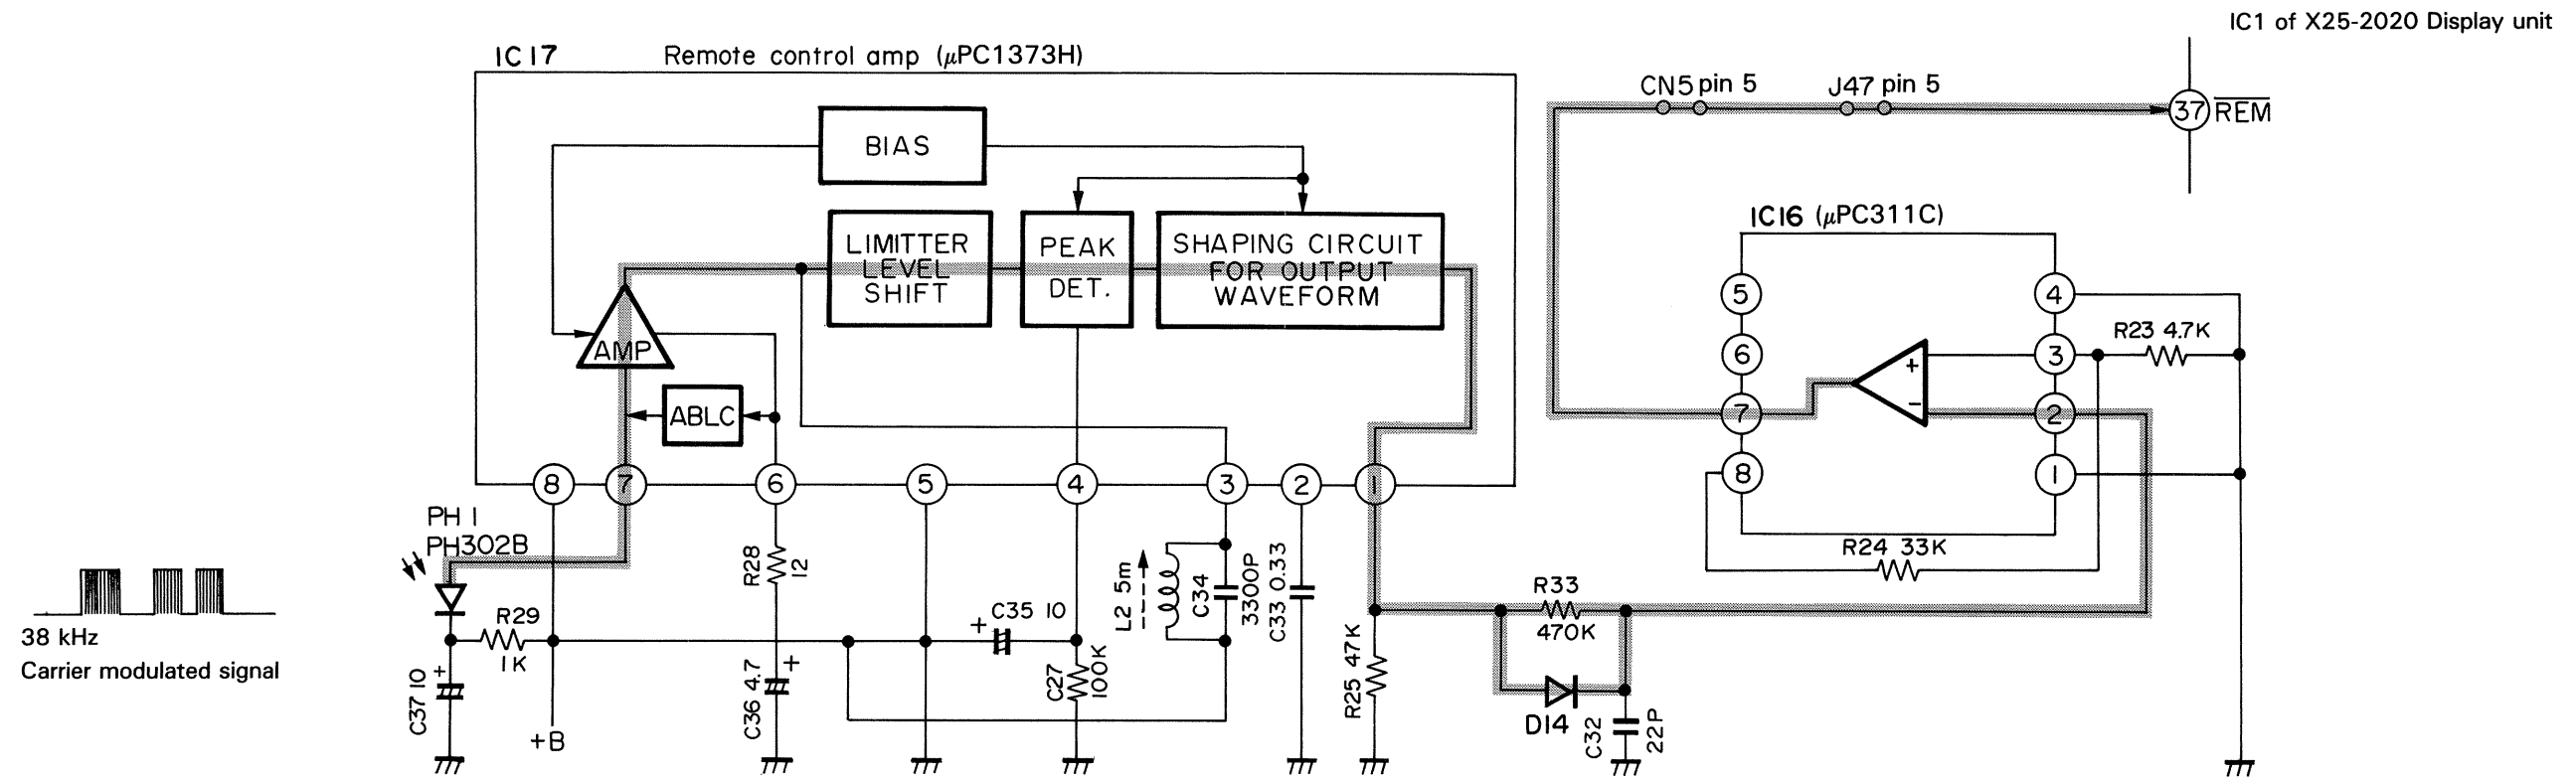 IC1 of X25-2020 Display unit
IC17 Remote control amp (μPC1373H)
CN5 pin 5 J47 pin 5
37 REM
BIAS
IC16 (μPC311C)
LIMITTER
LEVEL
SHIFT
PEAK
DET.
SHAPING CIRCUIT
FOR OUTPUT
WAVEFORM
AMP
ABLC
5 4
6 3
7 2
8 1
+
-
R23 4.7K
R24 33K
8 7 6 5 4 3 2 1
PH1
PH302B
38 kHz
Carrier modulated signal
R29
1K
+
C37 10
+B
R28
12
+
C36 4.7
+
C35 10
C27
100K
L2 5m
C34
3300P
C33 0.33
R25 47K
R33
470K
D14
C32
22P